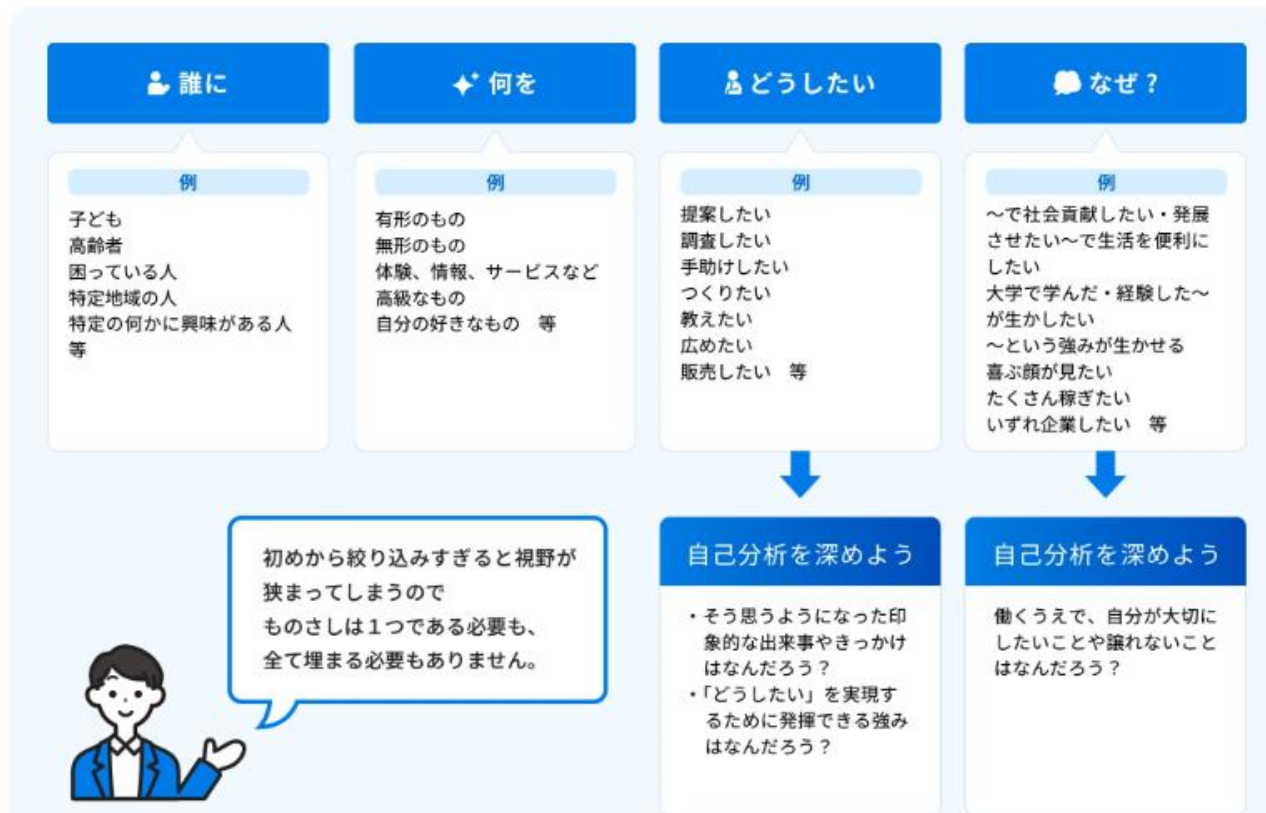 誰に
例
子ども
高齢者
困っている人
特定地域の人
特定の何かに興味がある人
等
何を
例
有形のもの
無形のもの
体験、情報、サービスなど
高級なもの
自分の好きなもの　等
どうしたい
例
提案したい
調査したい
手助けしたい
つくりたい
教えたい
広めたい
販売したい　等
なぜ？
例
～で社会貢献したい・発展
させたい～で生活を便利に
したい
大学で学んだ・経験した～
が生かしたい
～という強みが生かせる
喜ぶ顔が見たい
たくさん稼ぎたい
いずれ企業したい　等
初めから絞り込みすぎると視野が
狭まってしまうので
ものさしは１つである必要も、
全て埋まる必要もありません。
自己分析を深めよう
・そう思うようになった印
象的な出来事やきっかけ
はなんだろう？
・「どうしたい」を実現す
るために発揮できる強み
はなんだろう？
自己分析を深めよう
働くうえで、自分が大切に
したいことや譲れないこと
はなんだろう？